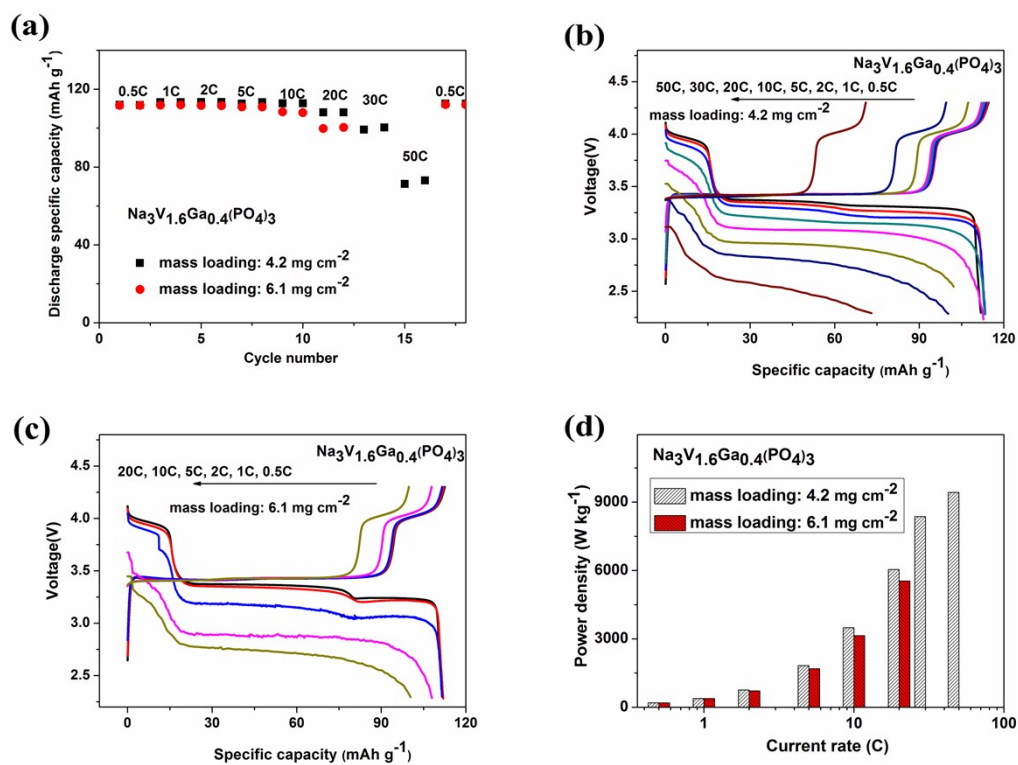 (a)
Discharge specific capacity (mAh g-1)
120
80
40
0
0.5C 1C 2C 5C 10C 20C 30C 50C 0.5C
Na3V1.6Ga0.4(PO4)3
mass loading: 4.2 mg cm-2
mass loading: 6.1 mg cm-2
0 5 10 15
Cycle number
(b)
Voltage(V)
4.5
4.0
3.5
3.0
2.5
Na3V1.6Ga0.4(PO4)3
50C, 30C, 20C, 10C, 5C, 2C, 1C, 0.5C
mass loading: 4.2 mg cm-2
0 30 60 90 120
Specific capacity (mAh g-1)
(c)
Voltage(V)
4.5
4.0
3.5
3.0
2.5
Na3V1.6Ga0.4(PO4)3
20C, 10C, 5C, 2C, 1C, 0.5C
mass loading: 6.1 mg cm-2
0 30 60 90 120
Specific capacity (mAh g-1)
(d)
Power density (W kg-1)
9000
6000
3000
0
Na3V1.6Ga0.4(PO4)3
mass loading: 4.2 mg cm-2
mass loading: 6.1 mg cm-2
1 10 100
Current rate (C)